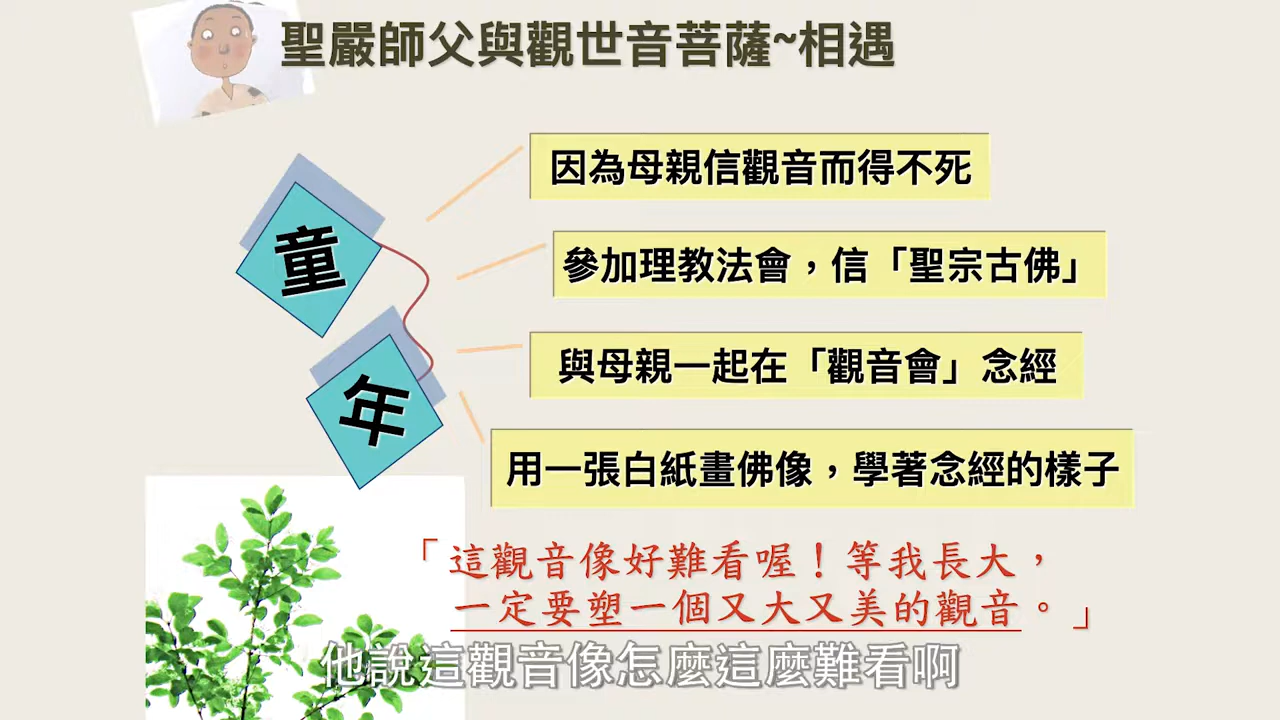 聖嚴師父與觀世音菩薩~相遇
童
年
因為母親信觀音而得不死
參加理教法會，信「聖宗古佛」
與母親一起在「觀音會」念經
用一張白紙畫佛像，學著念經的樣子
「這觀音像好難看喔！等我長大，
一定要塑一個又大又美的觀音。」
他說這觀音像怎麼這麼難看啊